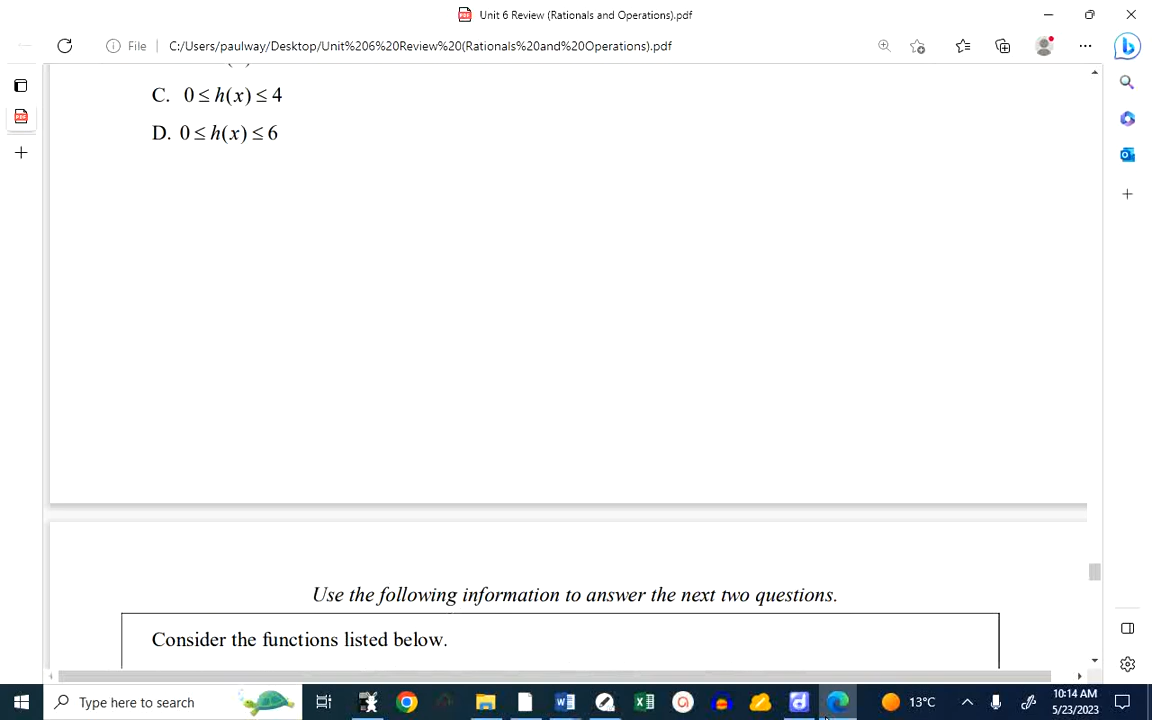 Unit 6 Review (Rationals and Operations).pdf
File | C:/Users/paulway/Desktop/Unit%206%20Review%20(Rationals%20and%20Operations).pdf
C. 0 ≤ h(x) ≤ 4
D. 0 ≤ h(x) ≤ 6
Use the following information to answer the next two questions.
Consider the functions listed below.
Type here to search
13°C
10:14 AM
5/23/2023